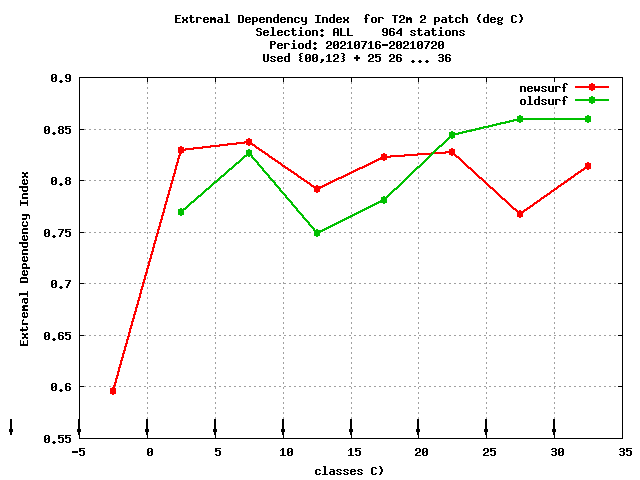 Extremal Dependency Index  for T2m 2 patch (deg C)
Selection: ALL    964 stations
Period: 20210716-20210720
Used {00,12} + 25 26 ... 36
newsurf
oldsurf
0.9
0.85
0.8
0.75
0.7
0.65
0.6
0.55
Extremal Dependency Index
-5 0 5 10 15 20 25 30 35
classes C)